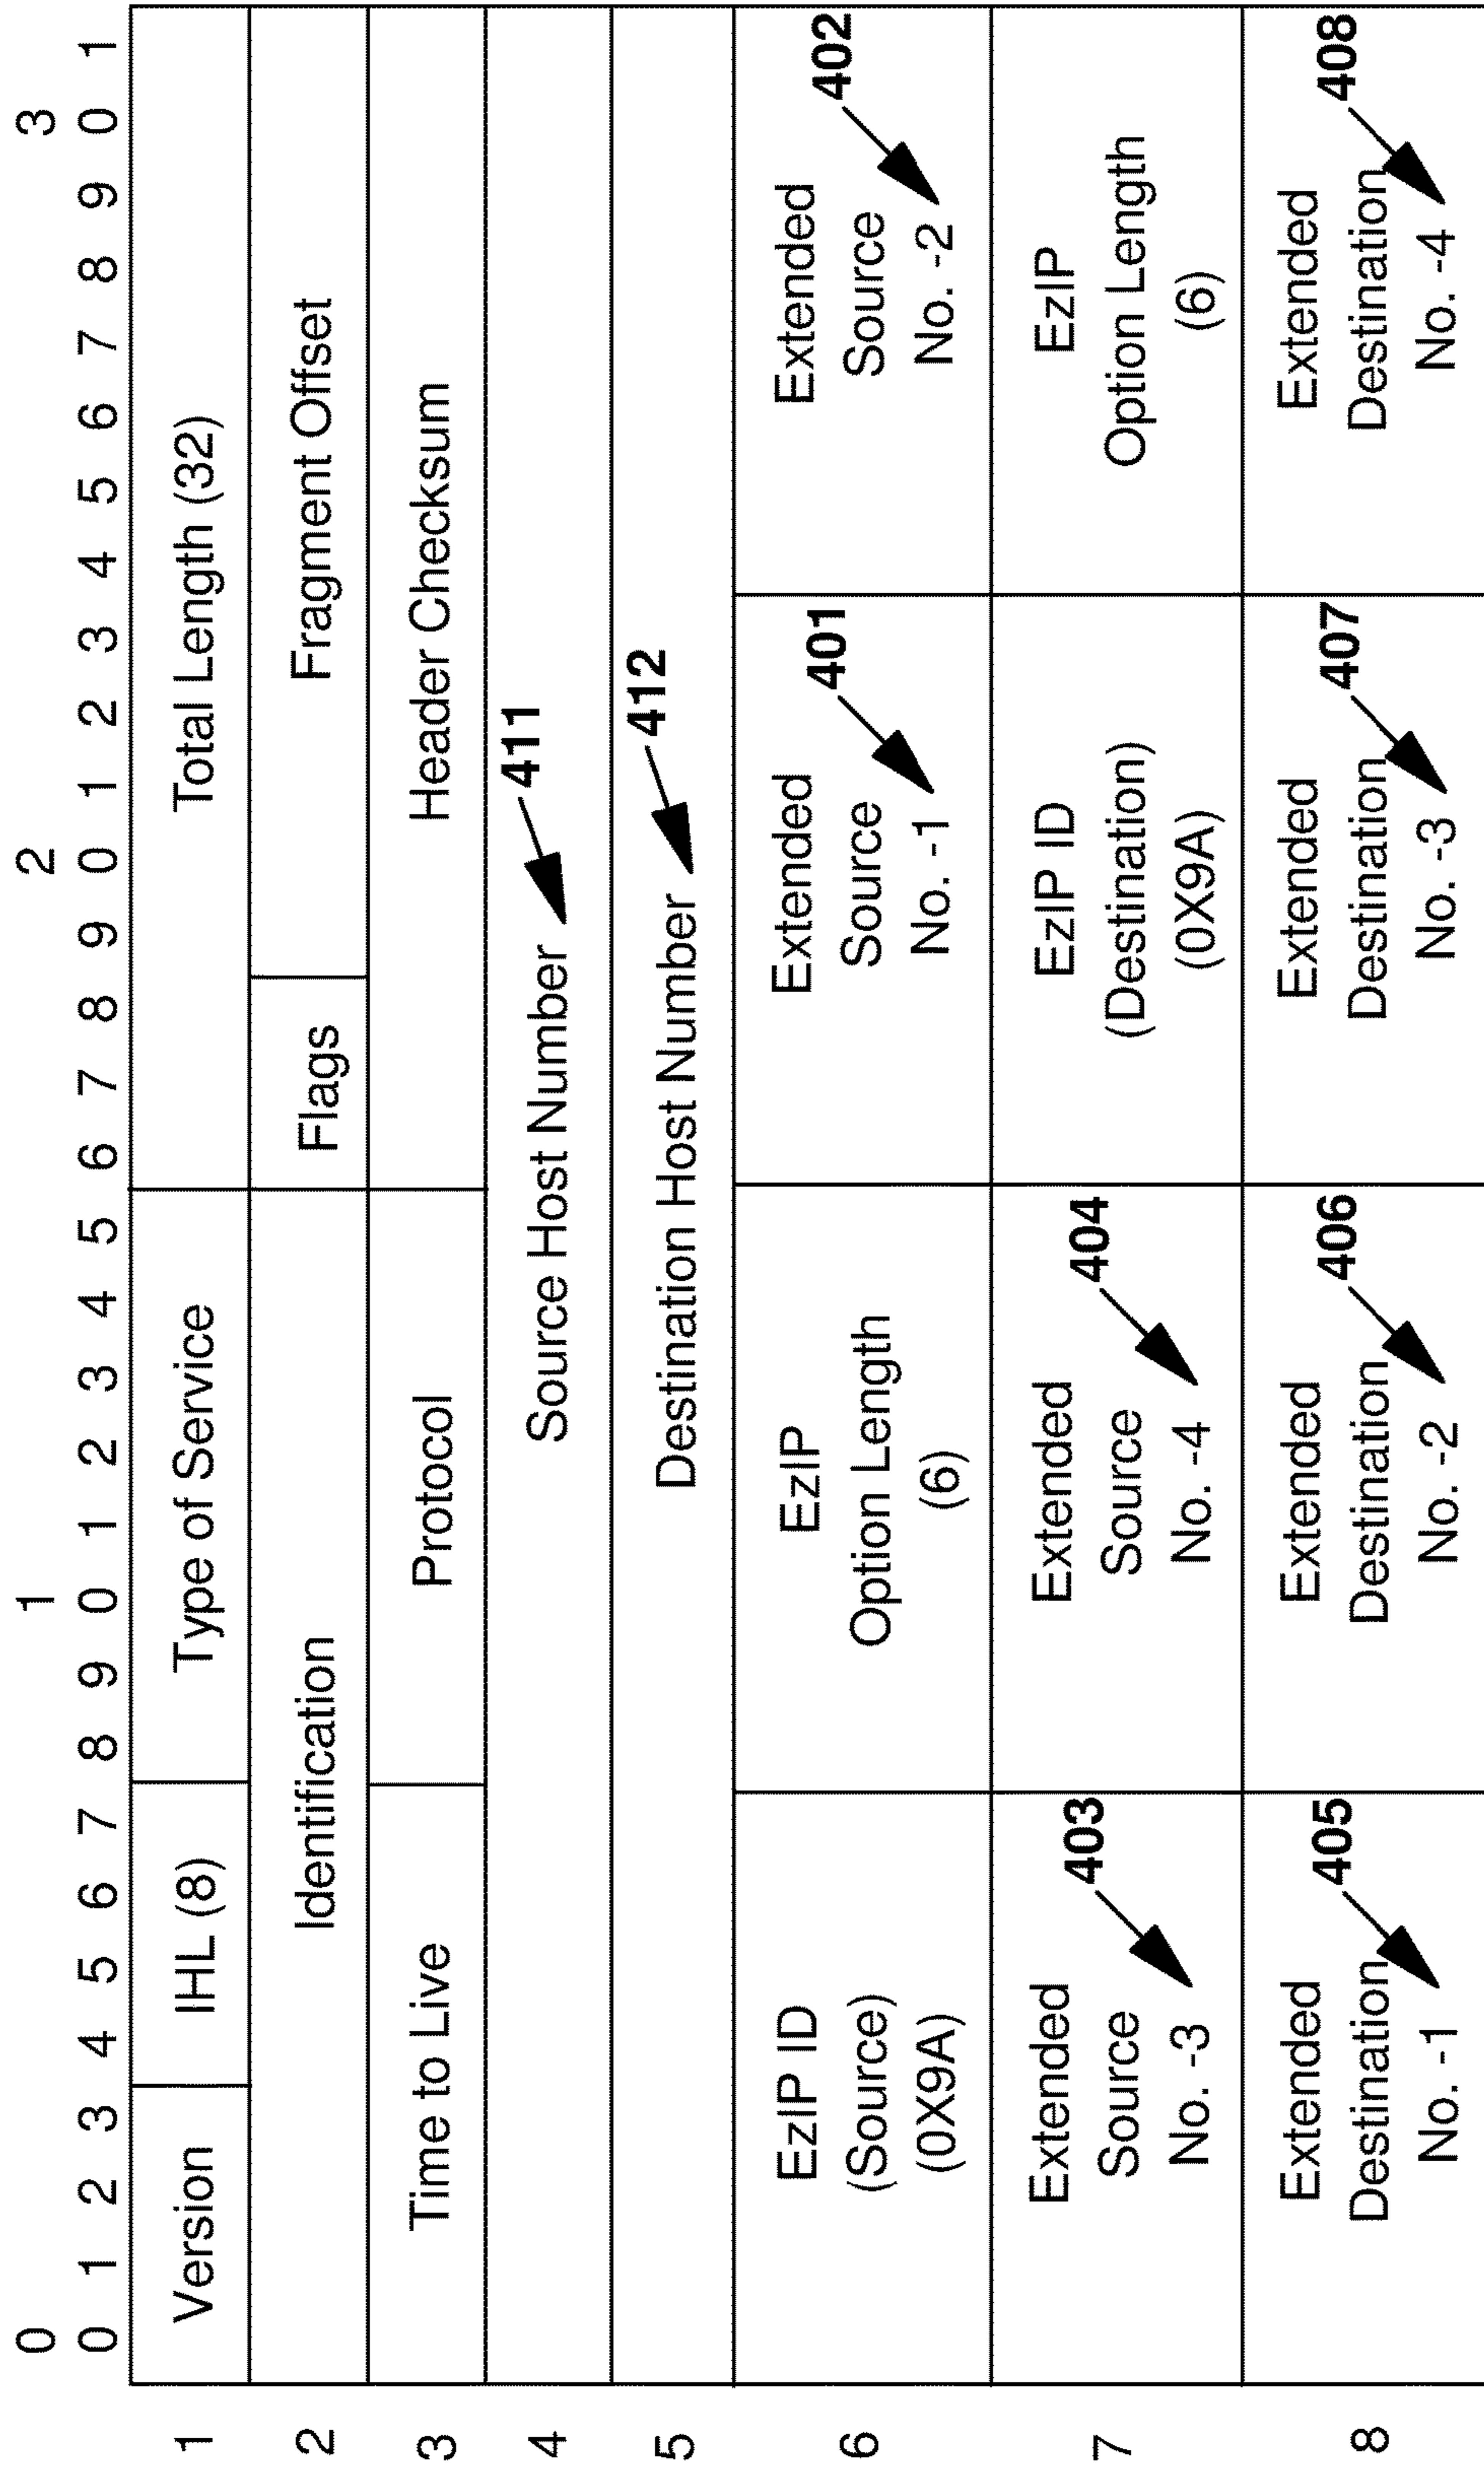 0 1 2 3
0 1 2 3 4 5 6 7 8 9 0 1 2 3 4 5 6 7 8 9 0 1 2 3 4 5 6 7 8 9 0 1
1 Version IHL (8) Type of Service Total Length (32)
2 Identification Flags Fragment Offset
3 Time to Live Protocol Header Checksum
4 Source Host Number 411
5 Destination Host Number 412
6
EzIP ID
(Source)
(0X9A)
EzIP
Option Length
(6)
Extended
Source
No. -1
401
Extended
Source
No. -2
402
7
Extended
Source
No. -3
403
Extended
Source
No. -4
404
EzIP ID
(Destination)
(0X9A)
EzIP
Option Length
(6)
8
Extended
Destination
No. -1
405
Extended
Destination
No. -2
406
Extended
Destination
No. -3
407
Extended
Destination
No. -4
408